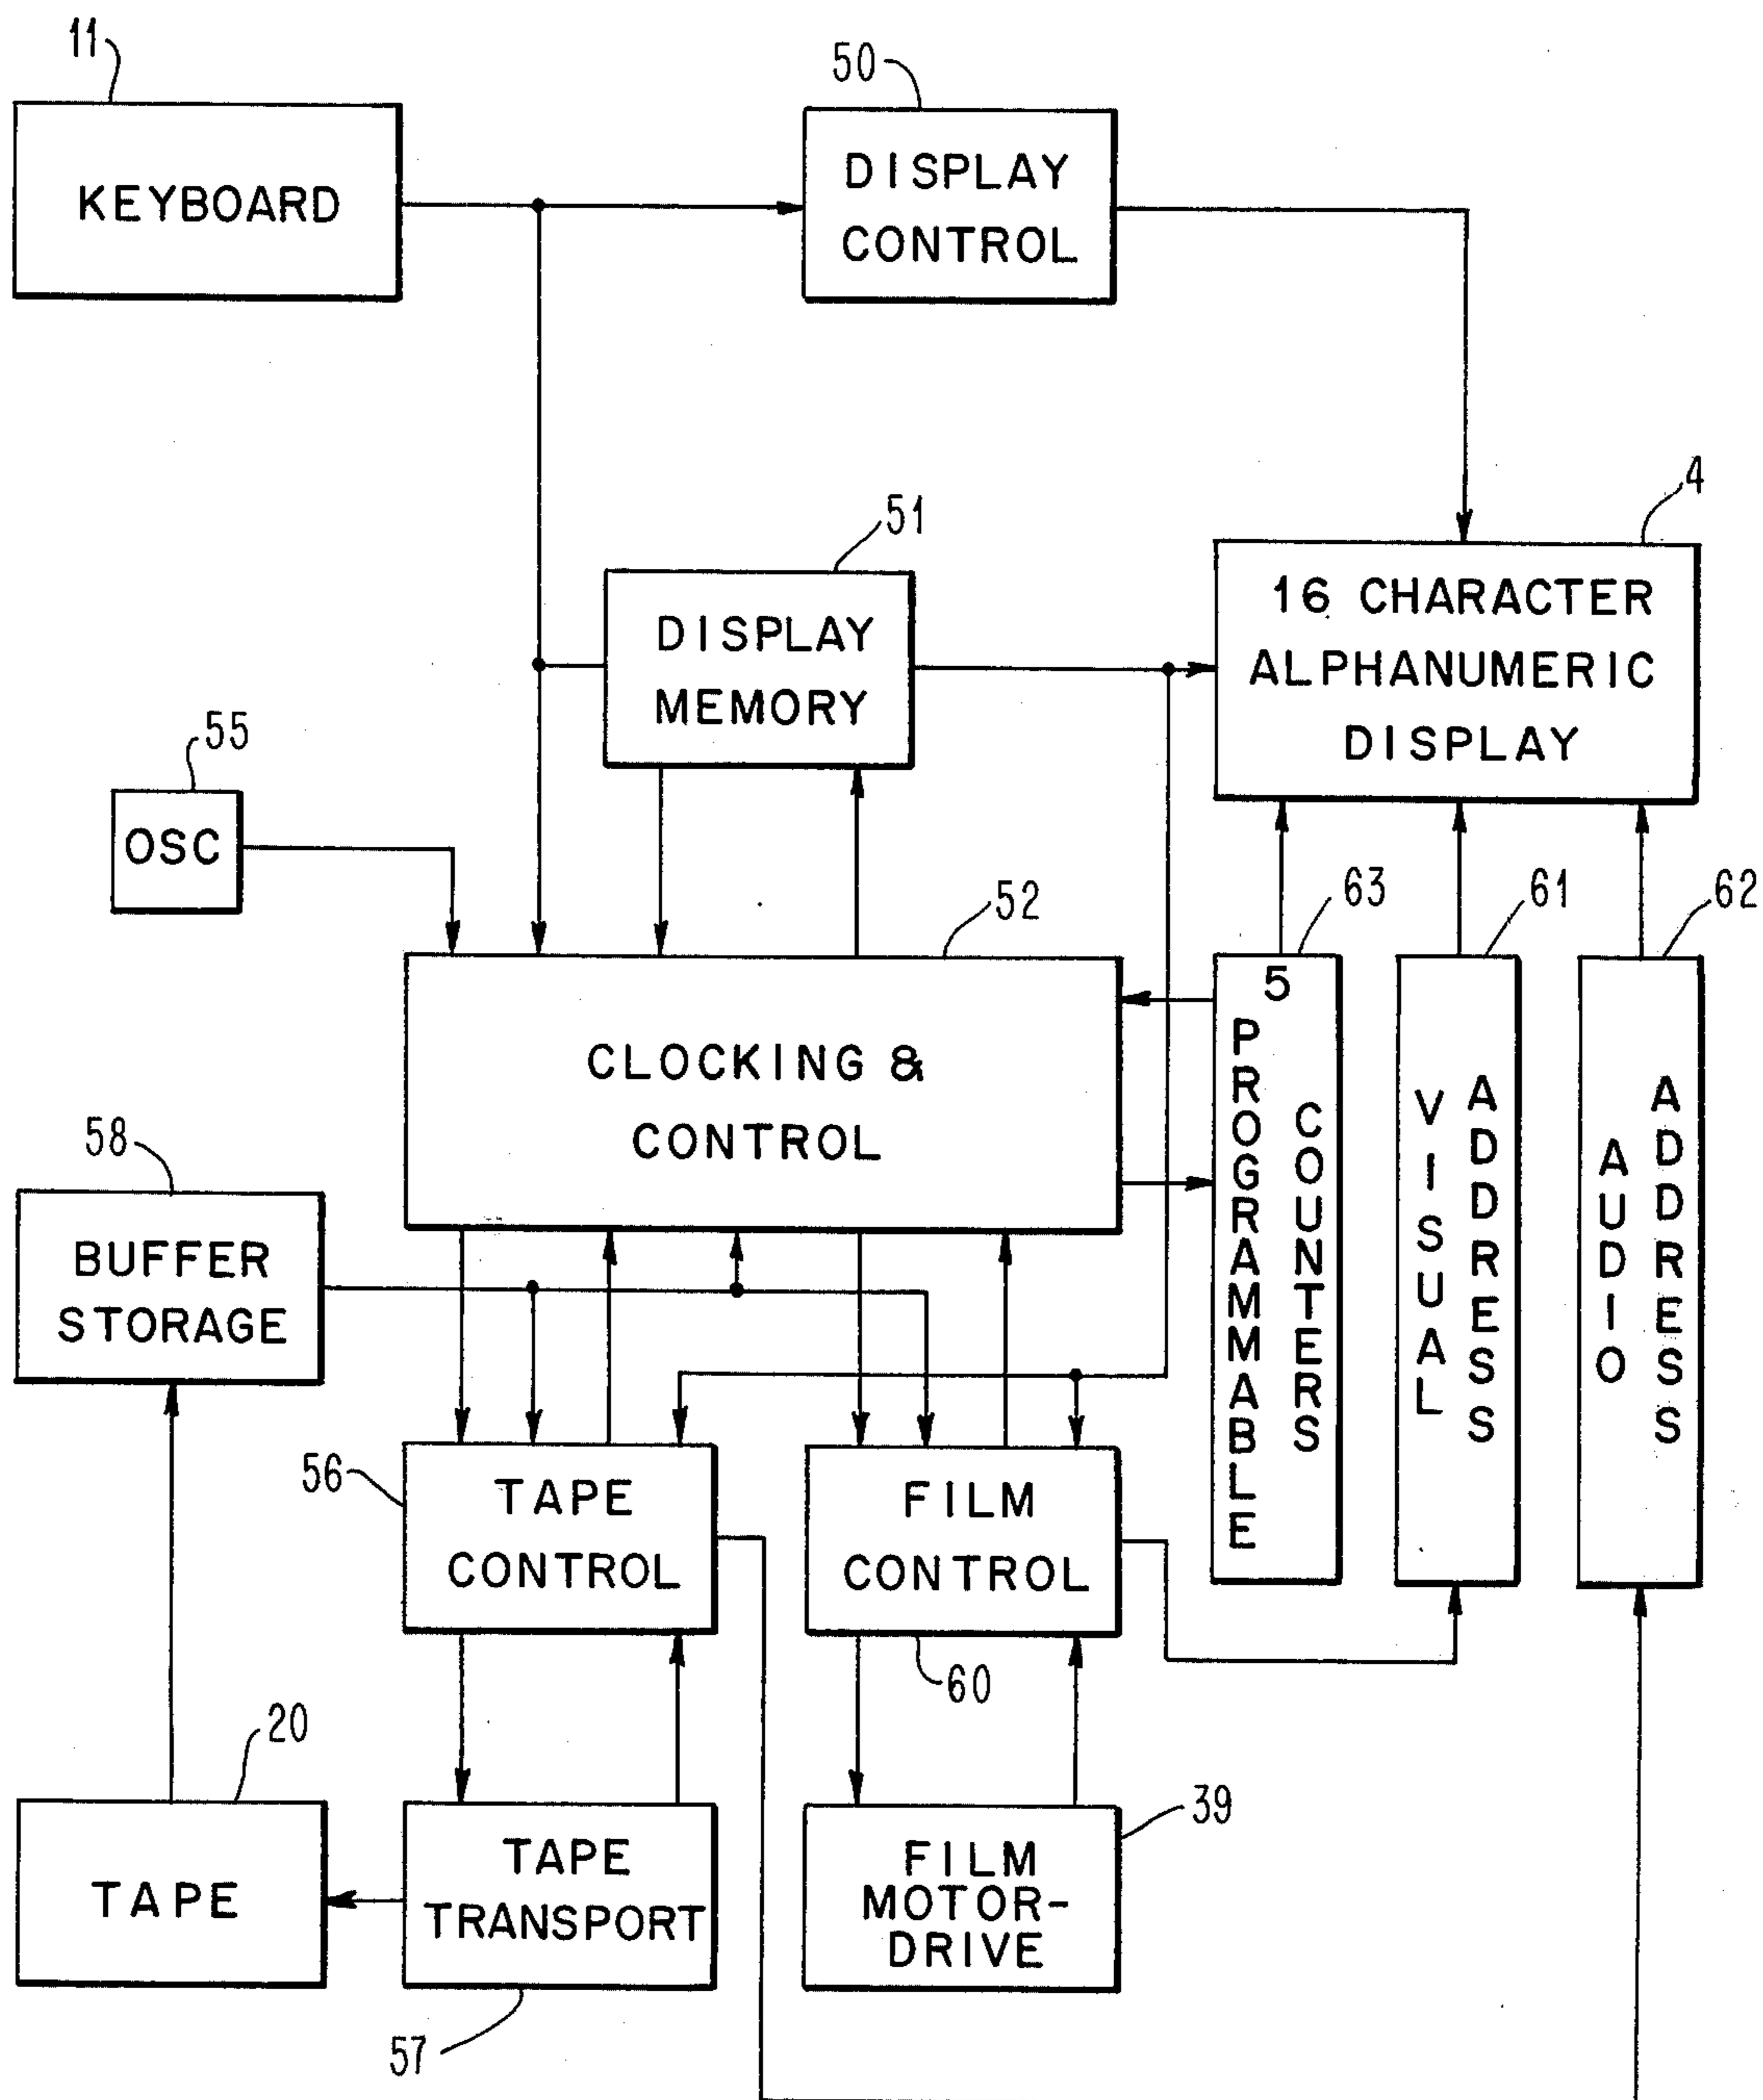 11
KEYBOARD
50
DISPLAY
CONTROL
4
16 CHARACTER
ALPHANUMERIC
DISPLAY
51
DISPLAY
MEMORY
55
OSC
52
CLOCKING &
CONTROL
63
5
PROGRAMMABLE
COUNTERS
61
VISUAL
ADDRESS
62
AUDIO
ADDRESS
58
BUFFER
STORAGE
56
TAPE
CONTROL
FILM
CONTROL
60
20
TAPE
TAPE
TRANSPORT
57
39
FILM
MOTOR-
DRIVE